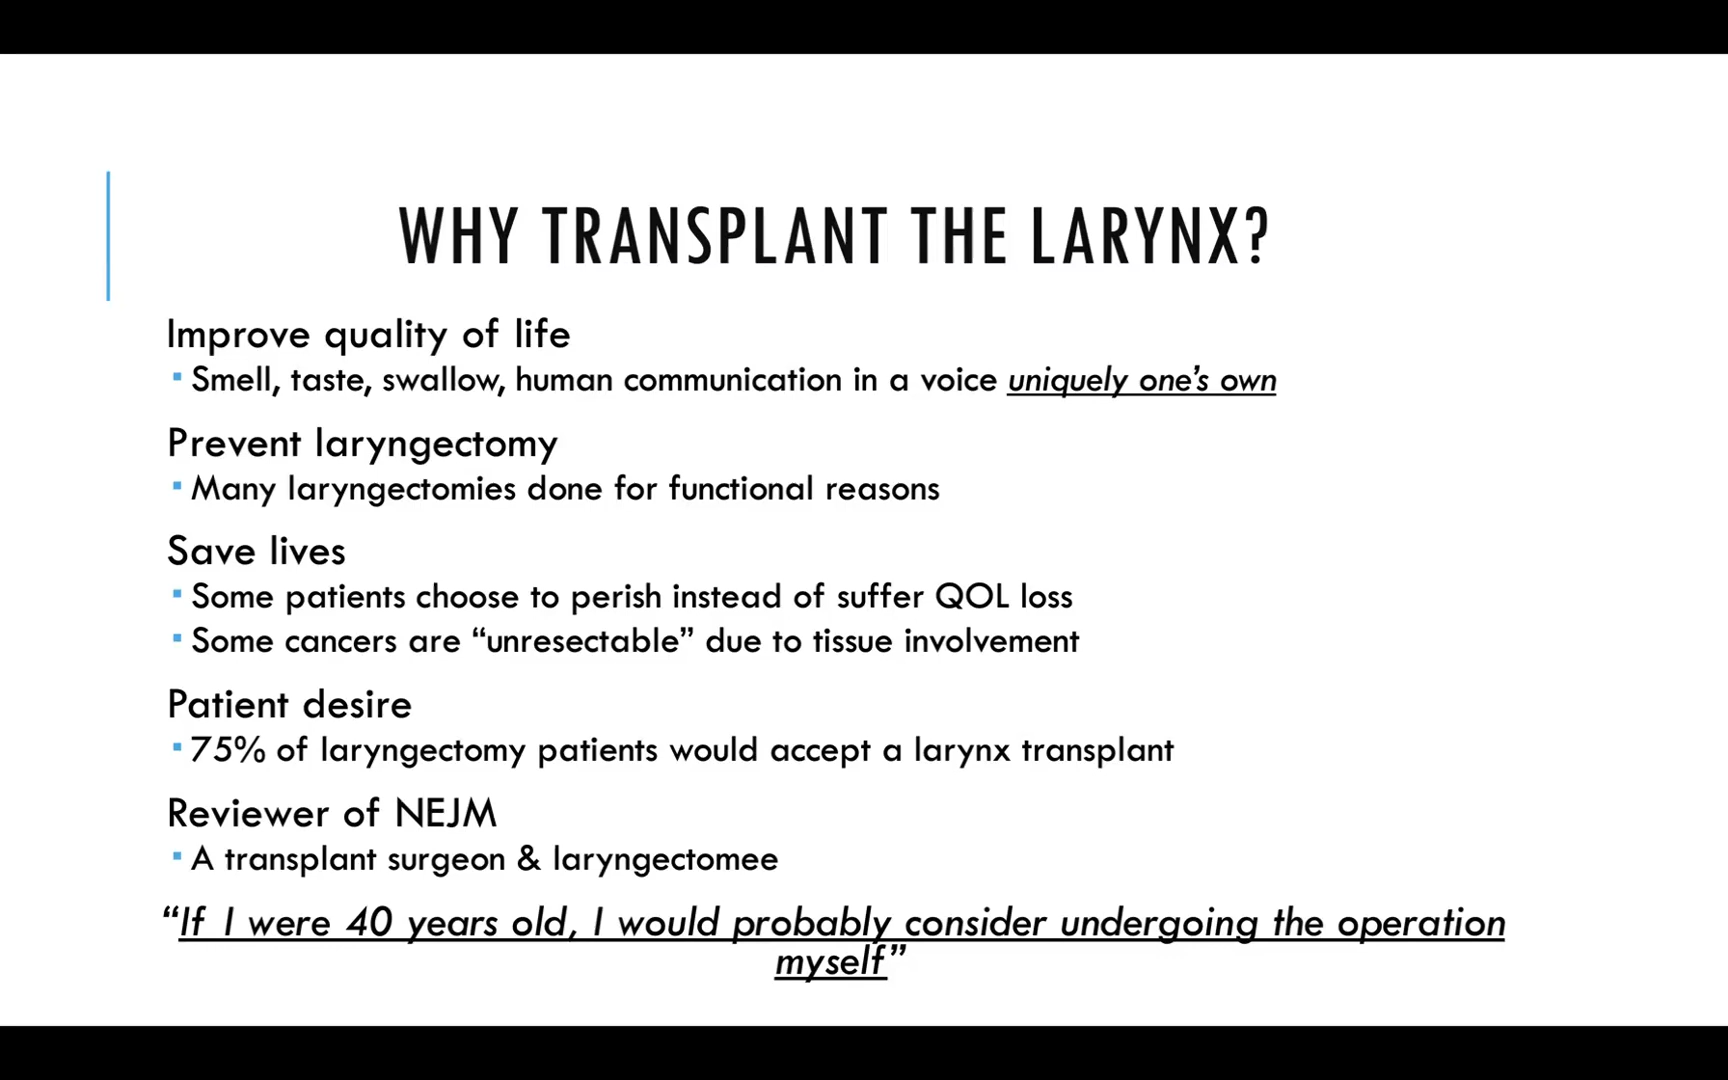 WHY TRANSPLANT THE LARYNX?
Improve quality of life
▪ Smell, taste, swallow, human communication in a voice uniquely one’s own
Prevent laryngectomy
▪ Many laryngectomies done for functional reasons
Save lives
▪ Some patients choose to perish instead of suffer QOL loss
▪ Some cancers are “unresectable” due to tissue involvement
Patient desire
▪ 75% of laryngectomy patients would accept a larynx transplant
Reviewer of NEJM
▪ A transplant surgeon & laryngectomee
“If I were 40 years old, I would probably consider undergoing the operation
myself”